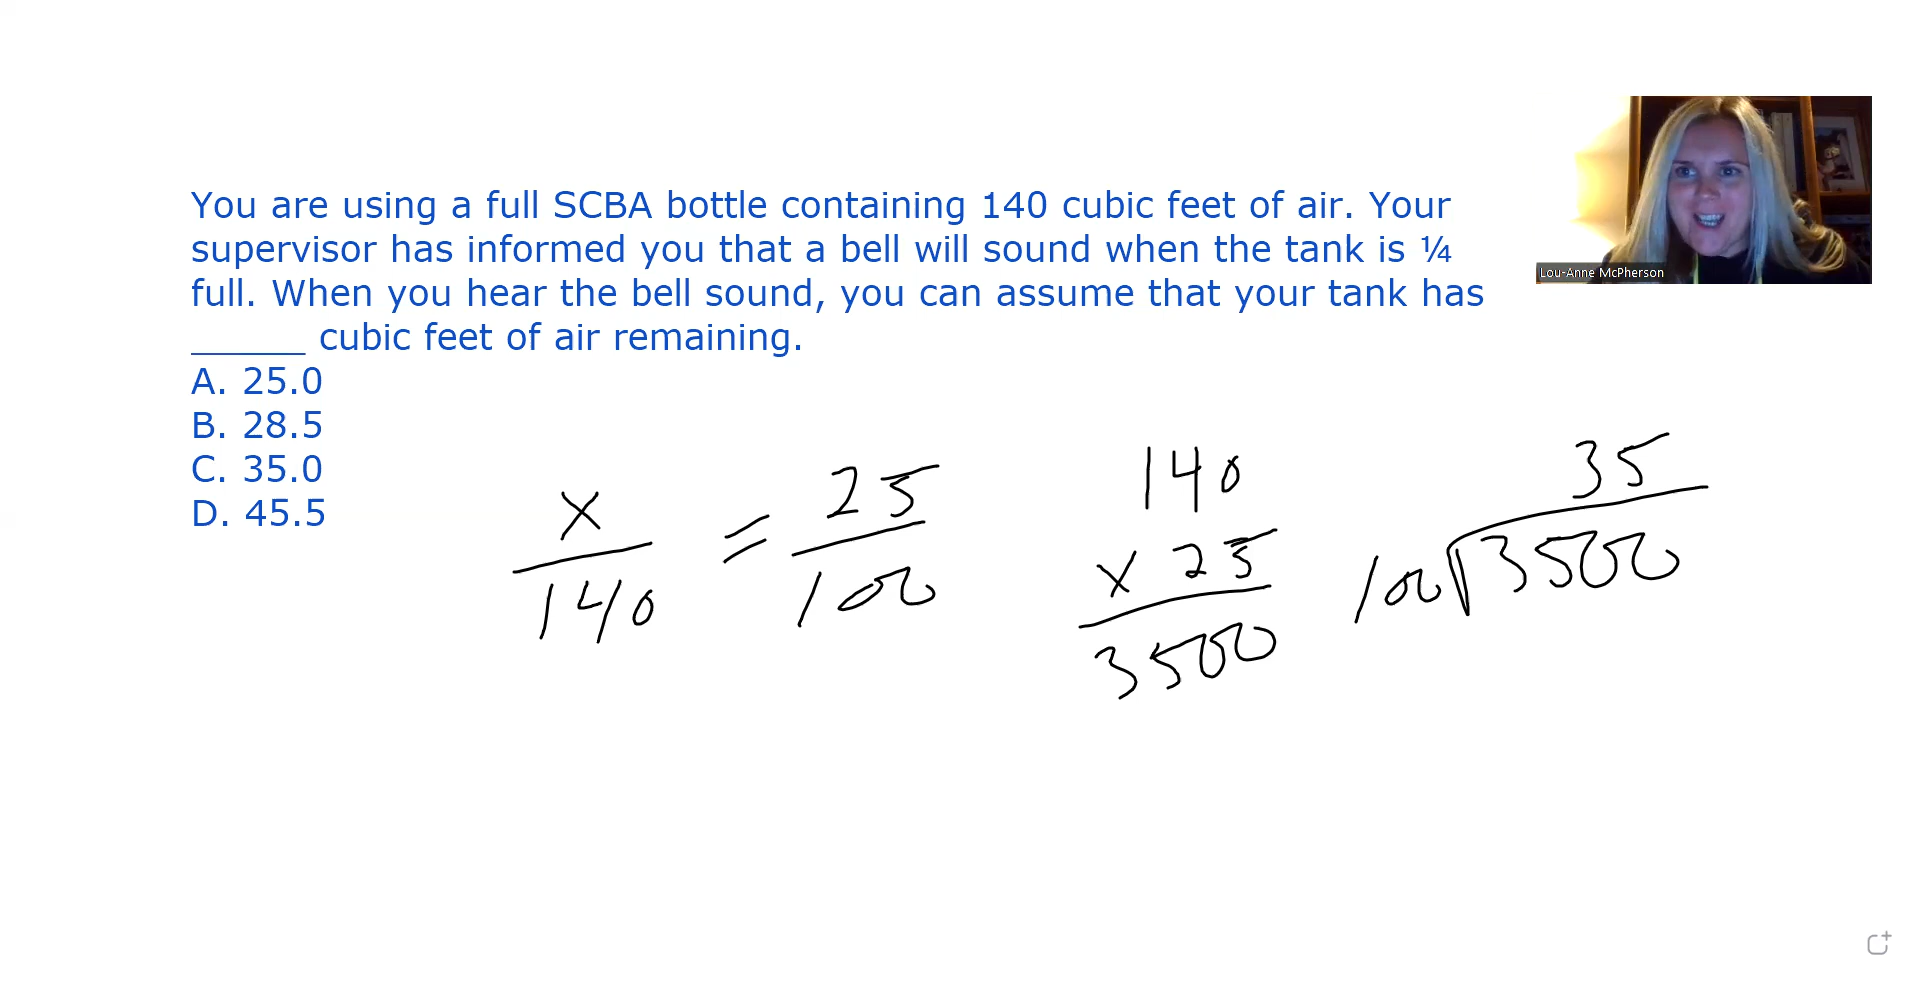 You are using a full SCBA bottle containing 140 cubic feet of air. Your
supervisor has informed you that a bell will sound when the tank is ¼
full. When you hear the bell sound, you can assume that your tank has
______ cubic feet of air remaining.
A. 25.0
B. 28.5
C. 35.0
D. 45.5
Lou-Anne McPherson
x
140
=
25
100
140
x 25
3500
35
100
3500